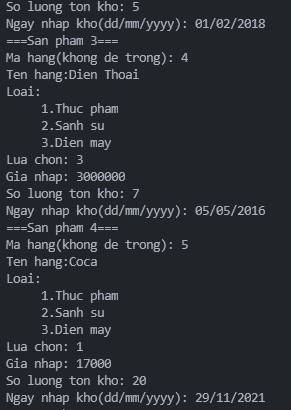 So luong ton kho: 5
Ngay nhap kho(dd/mm/yyyy): 01/02/2018
===San pham 3===
Ma hang(khong de trong): 4
Ten hang:Dien Thoai
Loai:
1.Thuc pham
2.Sanh su
3.Dien may
Lua chon: 3
Gia nhap: 3000000
So luong ton kho: 7
Ngay nhap kho(dd/mm/yyyy): 05/05/2016
===San pham 4===
Ma hang(khong de trong): 5
Ten hang:Coca
Loai:
1.Thuc pham
2.Sanh su
3.Dien may
Lua chon: 1
Gia nhap: 17000
So luong ton kho: 20
Ngay nhap kho(dd/mm/yyyy): 29/11/2021